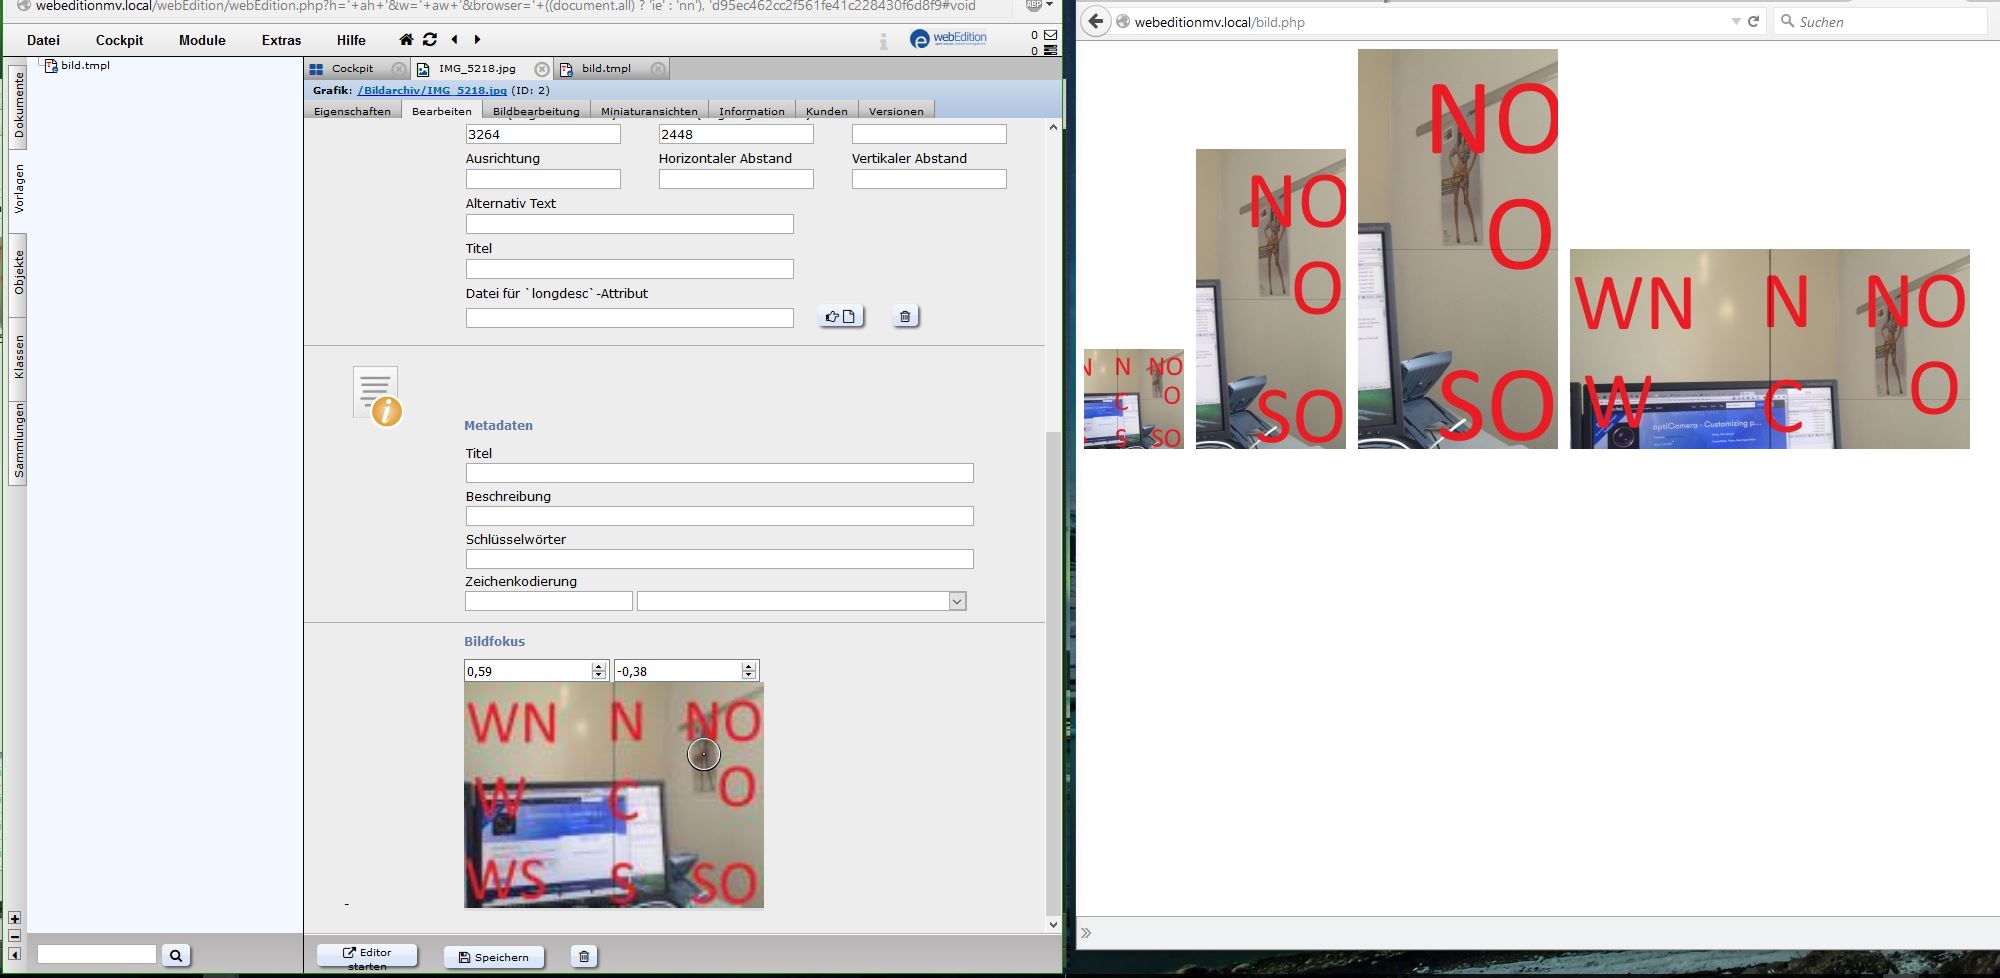 webeditionmv.local/webEdition/webEdition.php?h='+ah+'&w='+aw+'&browser='+((document.all) ? 'ie' : 'nn'), 'd95ec462cc2f561fe41c228430f6d8f9#void
ABP
Datei Cockpit Module Extras Hilfe
webEdition
0
0
Dokumente
Vorlagen
Objekte
Klassen
Sammlungen
bild.tmpl
Cockpit IMG_5218.jpg bild.tmpl
Grafik: /Bildarchiv/IMG_5218.jpg (ID: 2)
Eigenschaften Bearbeiten Bildbearbeitung Miniaturansichten Information Kunden Versionen
3264 2448
Ausrichtung Horizontaler Abstand Vertikaler Abstand
Alternativ Text
Titel
Datei für `longdesc`-Attribut
Metadaten
Titel
Beschreibung
Schlüsselwörter
Zeichenkodierung
Bildfokus
0,59 -0,38
WN N NO
W C O
WS S SO
-
Editor starten
Speichern
webeditionmv.local/bild.php
Suchen
N N NO
C O
S SO
NO
O
SO
NO
O
SO
WN N NO
W C O
optiCamera - Customizing p...